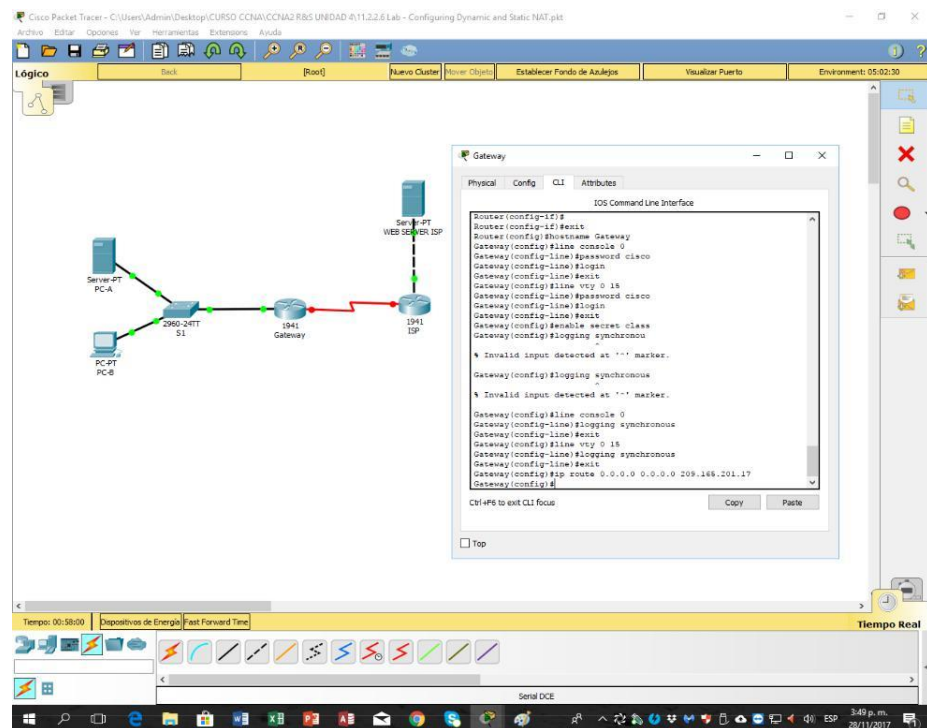 Cisco Packet Tracer - C:\Users\Admin\Desktop\CURSO CCNA\CCNA2 R&S UNIDAD 4\11.2.2.6 Lab - Configuring Dynamic and Static NAT.pkt
Archivo Editar Opciones Ver Herramientas Extensions Ayuda
Lógico Back [Root] Nuevo Cluster Mover Objeto Establecer Fondo de Azulejos Visualizar Puerto Environment: 05:02:30
Server-PT
WEB SERVER ISP
Server-PT
PC-A
2960-24TT
S1
1941
Gateway
1941
ISP
PC-PT
PC-B
Gateway
Physical Config CLI Attributes
IOS Command Line Interface
Router(config-if)#
Router(config-if)#exit
Router(config)#hostname Gateway
Gateway(config)#line console 0
Gateway(config-line)#password cisco
Gateway(config-line)#login
Gateway(config-line)#exit
Gateway(config)#line vty 0 15
Gateway(config-line)#password cisco
Gateway(config-line)#login
Gateway(config-line)#exit
Gateway(config)#enable secret class
Gateway(config)#logging synchronou
^
% Invalid input detected at '^' marker.
Gateway(config)#logging synchronous
^
% Invalid input detected at '^' marker.
Gateway(config)#line console 0
Gateway(config-line)#logging synchronous
Gateway(config-line)#exit
Gateway(config)#line vty 0 15
Gateway(config-line)#logging synchronous
Gateway(config-line)#exit
Gateway(config)#ip route 0.0.0.0 0.0.0.0 209.165.201.17
Gateway(config)#
Ctrl+F6 to exit CLI focus Copy Paste
Top
Tiempo: 00:58:00 Dispositivos de Energía Fast Forward Time Tiempo Real
Serial DCE
ESP 3:49 p. m.
28/11/2017